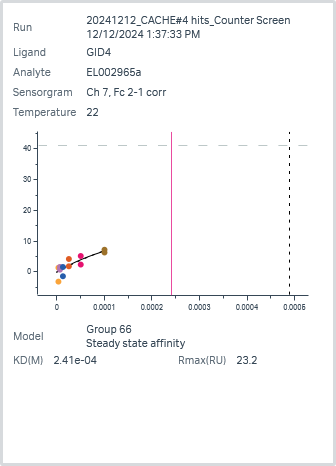 Run 20241212_CACHE#4 hits_Counter Screen
12/12/2024 1:37:33 PM
Ligand GID4
Analyte EL002965a
Sensorgram Ch 7, Fc 2-1 corr
Temperature 22
40
30
20
10
0
0 0.0001 0.0002 0.0003 0.0004 0.0005
Model Group 66
Steady state affinity
KD(M) 2.41e-04 Rmax(RU) 23.2